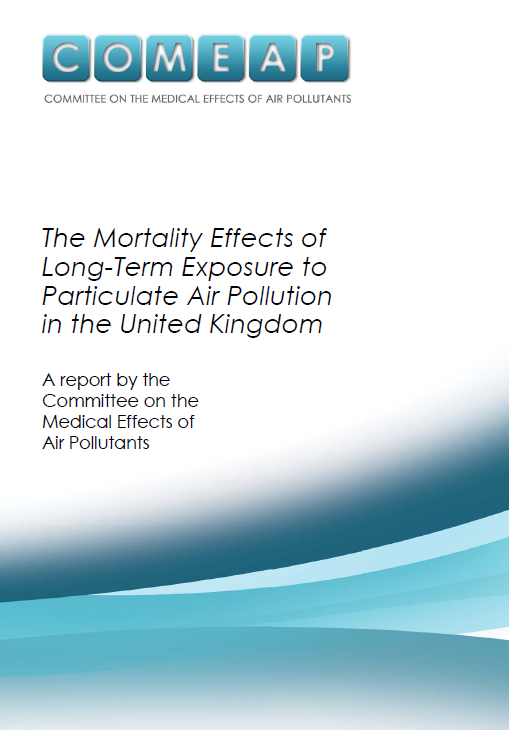 COMEAP
COMMITTEE ON THE MEDICAL EFFECTS OF AIR POLLUTANTS
The Mortality Effects of
Long-Term Exposure to
Particulate Air Pollution
in the United Kingdom
A report by the
Committee on the
Medical Effects of
Air Pollutants